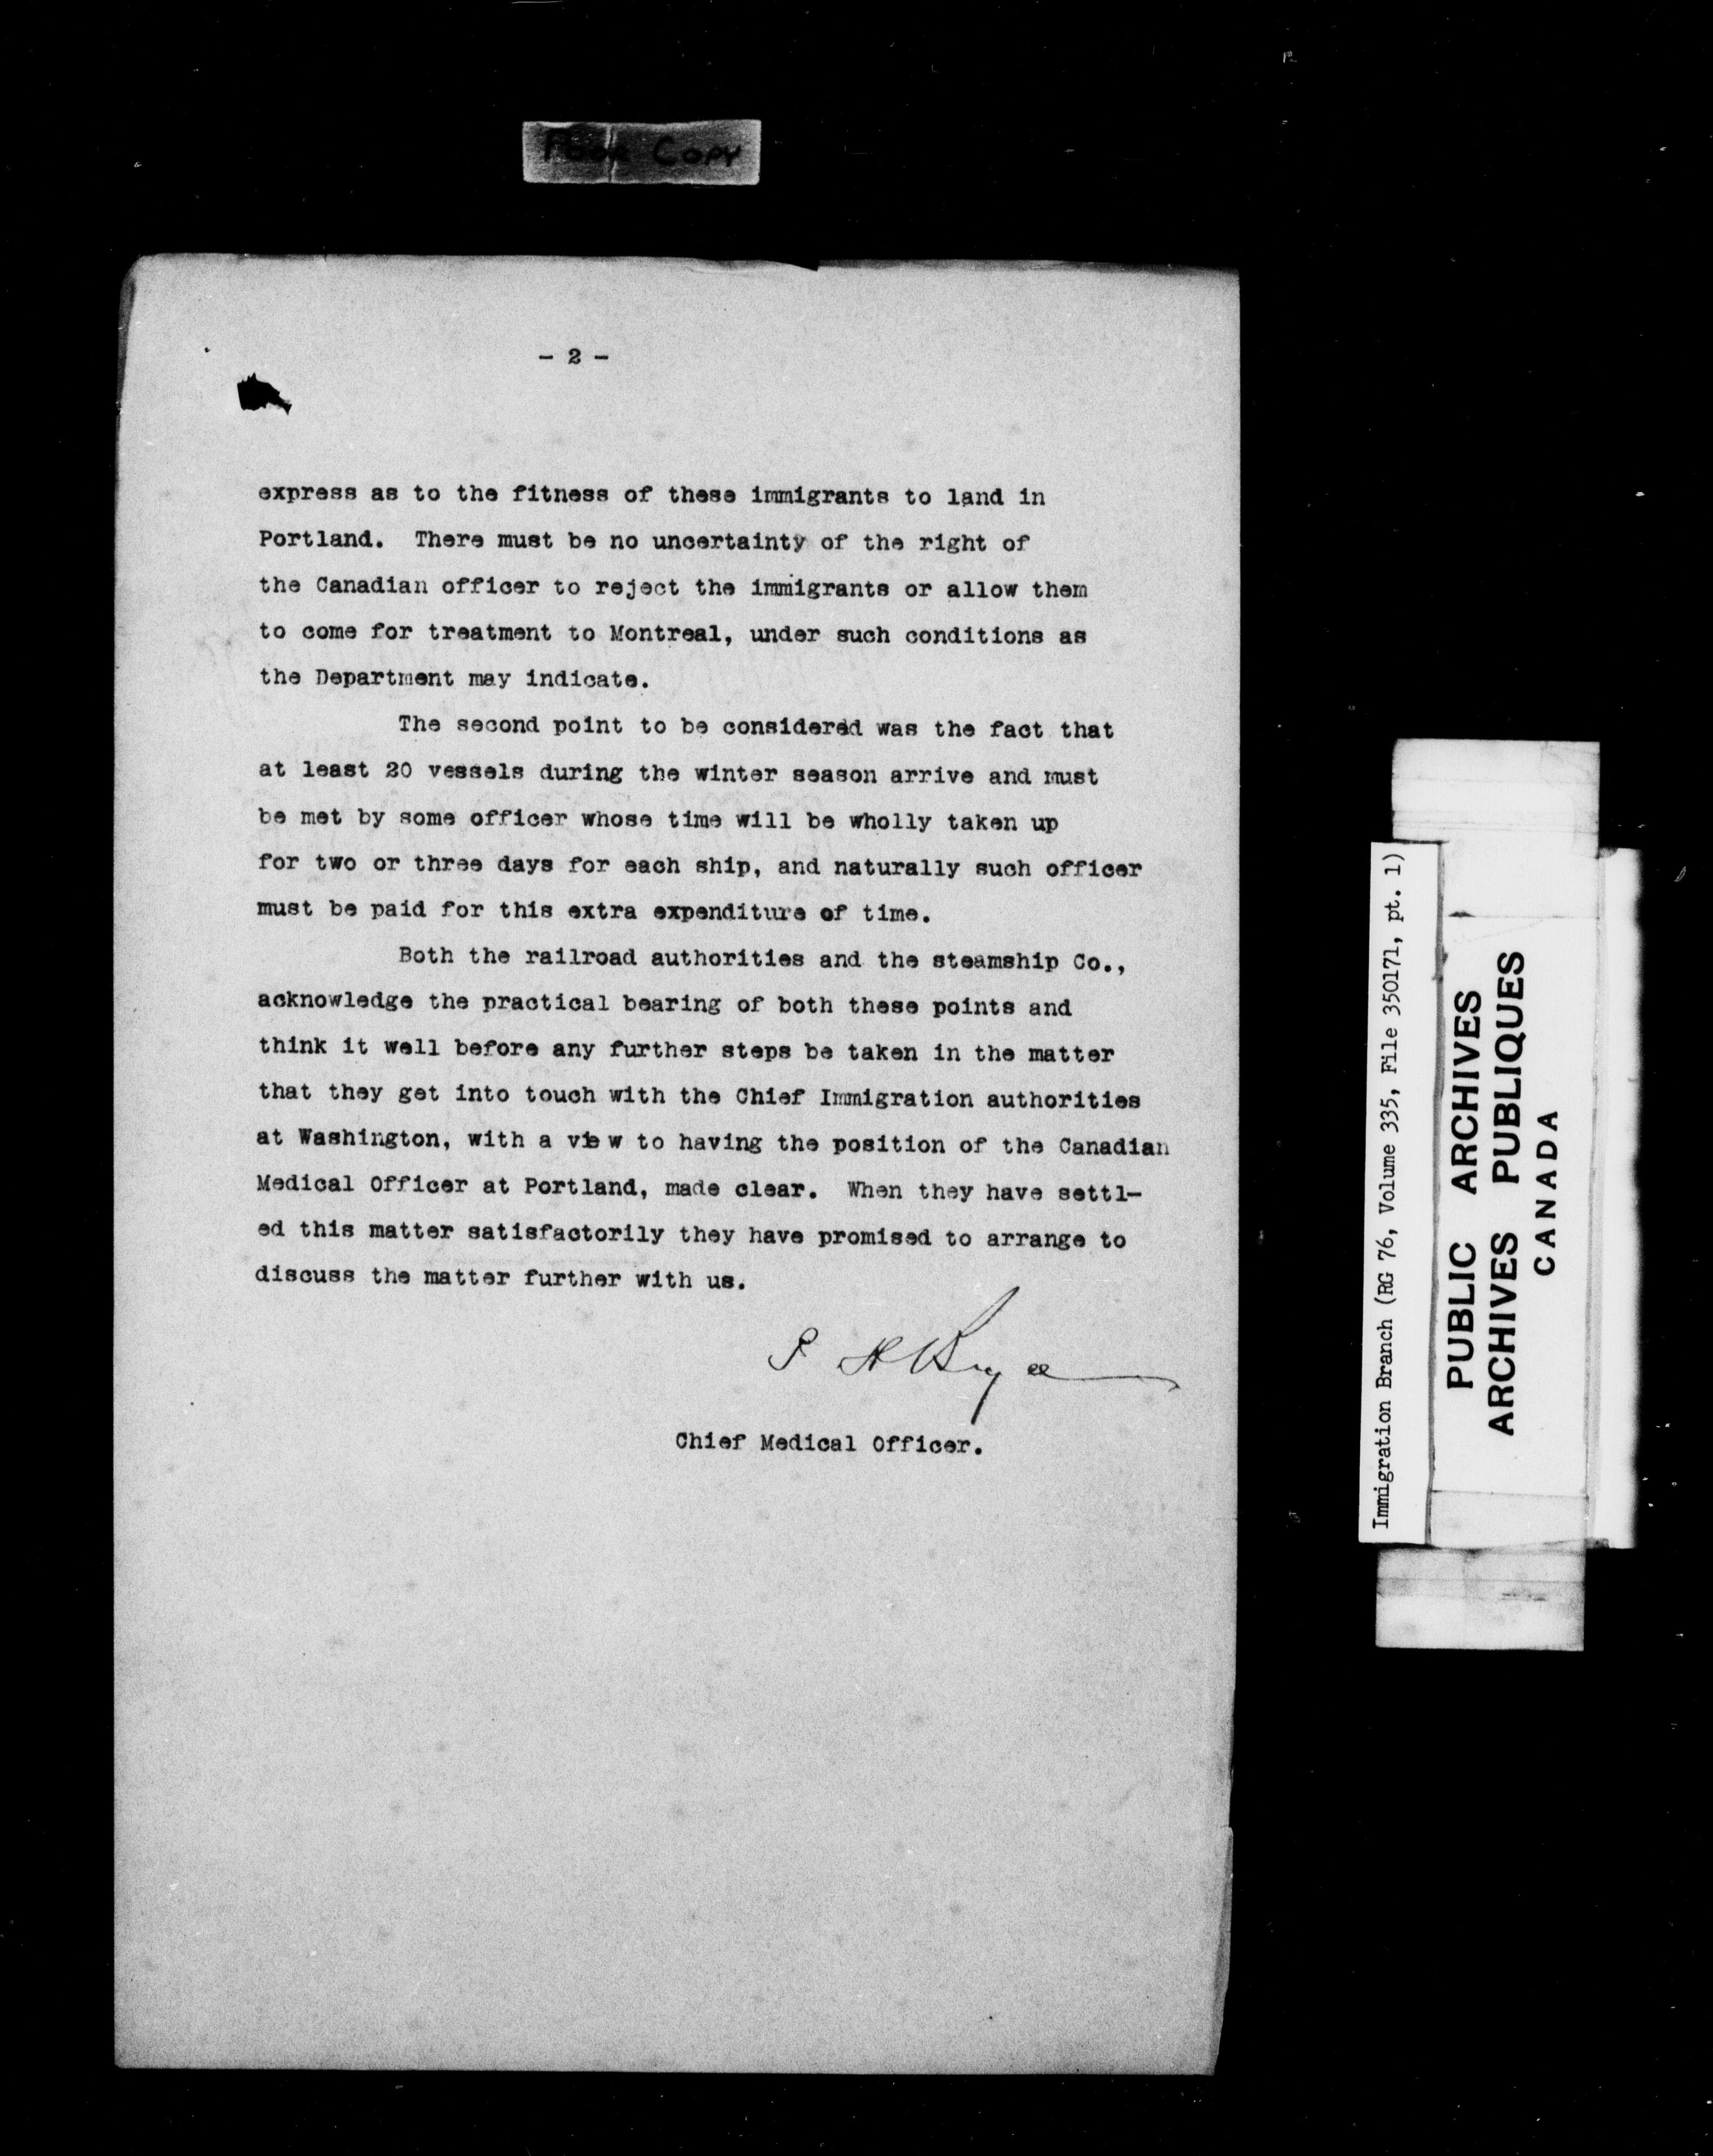 Poor Copy
- 2 -
express as to the fitness of these immigrants to land in
Portland. There must be no uncertainty of the right of
the Canadian officer to reject the immigrants or allow them
to come for treatment to Montreal, under such conditions as
the Department may indicate.
The second point to be considered was the fact that
at least 20 vessels during the winter season arrive and must
be met by some officer whose time will be wholly taken up
for two or three days for each ship, and naturally such officer
must be paid for this extra expenditure of time.
Both the railroad authorities and the steamship Co.,
acknowledge the practical bearing of both these points and
think it well before any further steps be taken in the matter
that they get into touch with the Chief Immigration authorities
at Washington, with a view to having the position of the Canadian
Medical Officer at Portland, made clear. When they have settl-
ed this matter satisfactorily they have promised to arrange to
discuss the matter further with us.
P H Bryce
Chief Medical Officer.
Immigration Branch (RG 76, Volume 335, File 350171, pt. 1)
PUBLIC ARCHIVES
ARCHIVES PUBLIQUES
CANADA